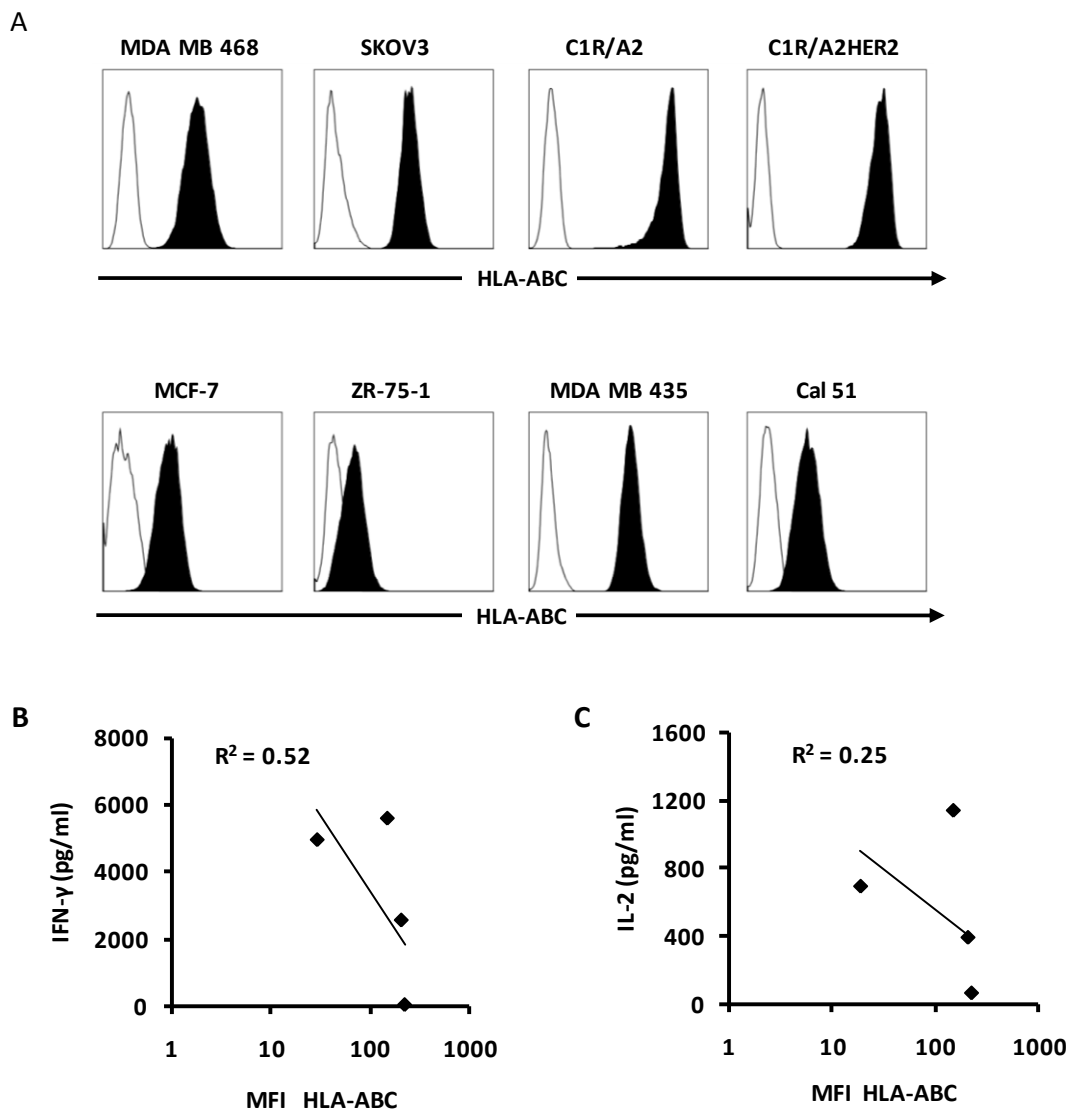 A
MDA MB 468 SKOV3 C1R/A2 C1R/A2HER2
HLA-ABC
MCF-7 ZR-75-1 MDA MB 435 Cal 51
HLA-ABC
B
R² = 0.52
IFN-γ (pg/ml)
8000
6000
4000
2000
0
1 10 100 1000
MFI HLA-ABC
C
R² = 0.25
IL-2 (pg/ml)
1600
1200
800
400
0
1 10 100 1000
MFI HLA-ABC